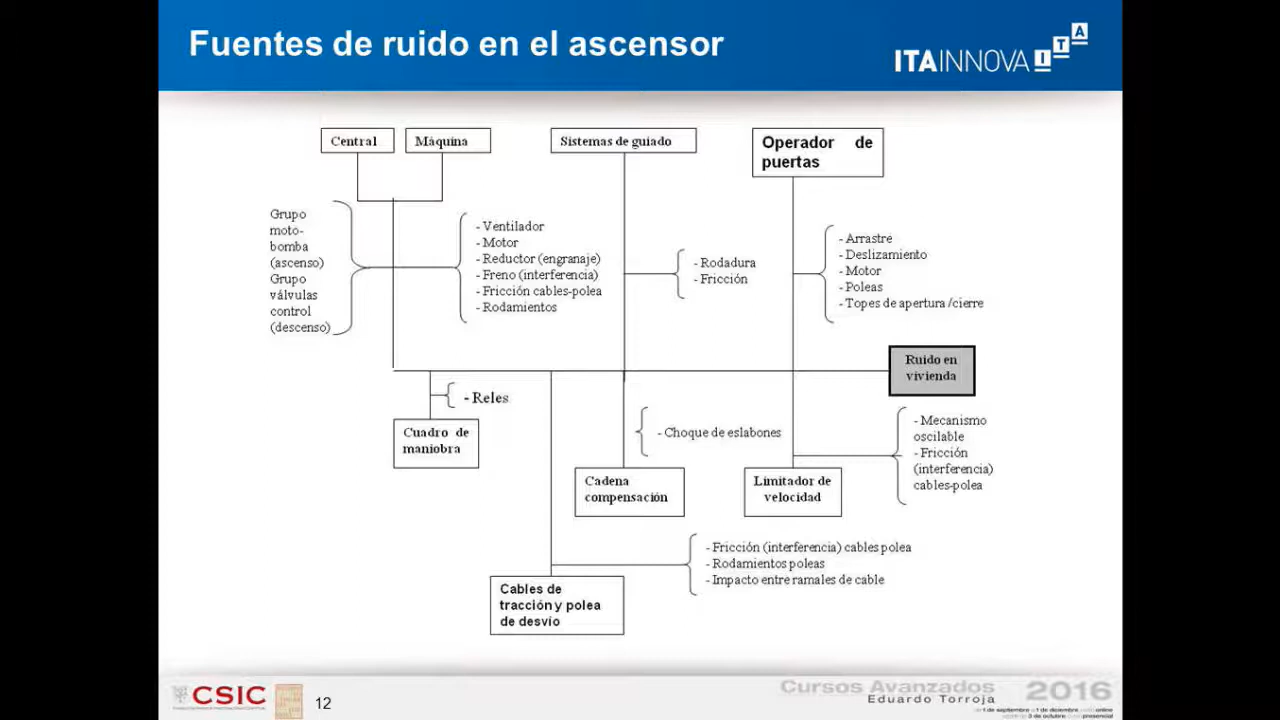 Fuentes de ruido en el ascensor
ITAINNOVA
I T A
Central
Máquina
Sistemas de guiado
Operador de
puertas
Grupo
moto-
bomba
(ascenso)
Grupo
válvulas
control
(descenso)
- Ventilador
- Motor
- Reductor (engranaje)
- Freno (interferencia)
- Fricción cables-polea
- Rodamientos
- Rodadura
- Fricción
- Arrastre
- Deslizamiento
- Motor
- Poleas
- Topes de apertura /cierre
Ruido en
vivienda
- Reles
Cuadro de
maniobra
- Choque de eslabones
Cadena
compensación
Limitador de
velocidad
- Mecanismo
oscilable
- Fricción
(interferencia)
cables-polea
- Fricción (interferencia) cables polea
- Rodamientos poleas
- Impacto entre ramales de cable
Cables de
tracción y polea
de desvío
CSIC
12
Cursos Avanzados
Eduardo Torroja
2016